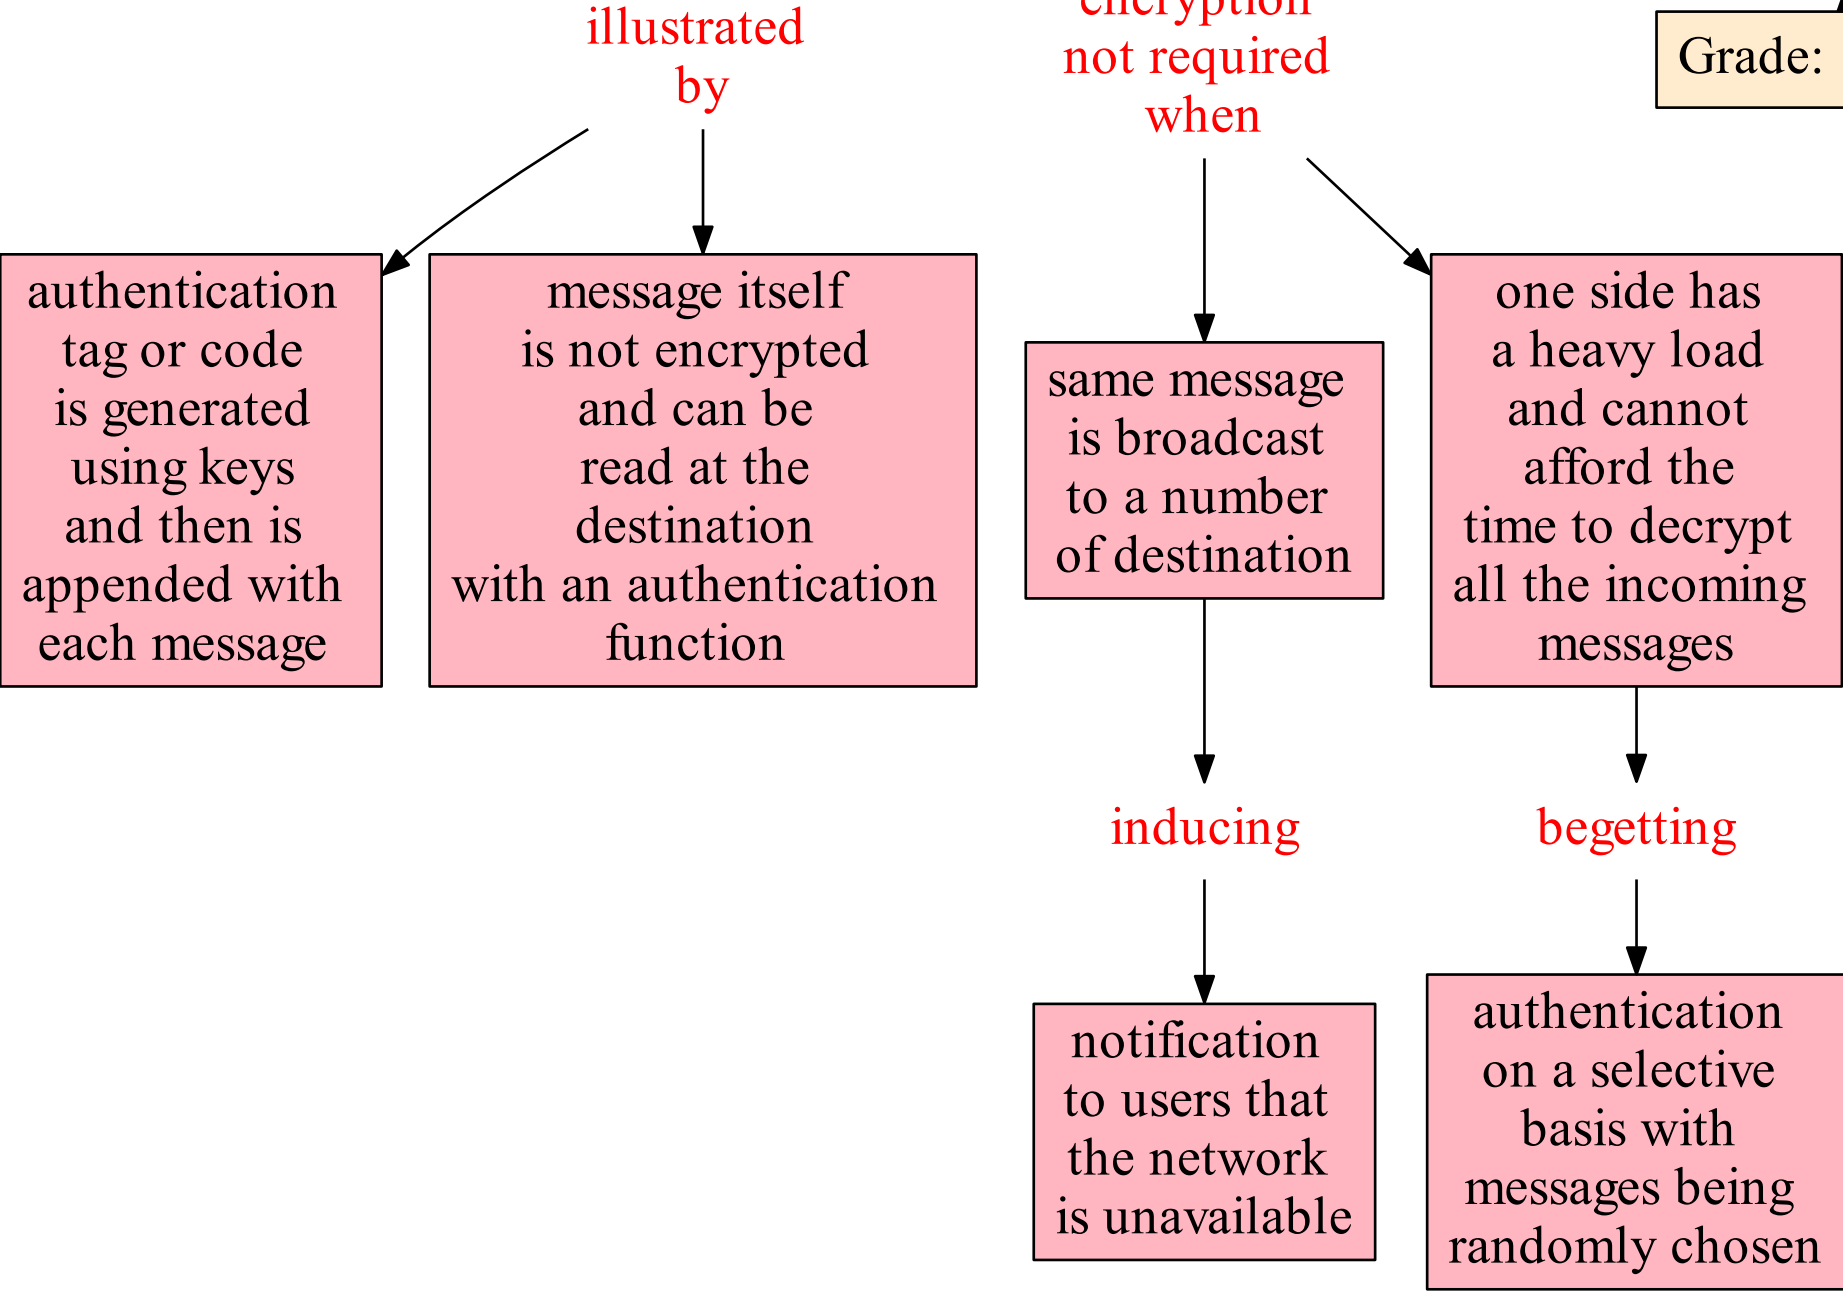 illustrated
by
encryption
not required
when
Grade:
authentication
tag or code
is generated
using keys
and then is
appended with
each message
message itself
is not encrypted
and can be
read at the
destination
with an authentication
function
same message
is broadcast
to a number
of destination
one side has
a heavy load
and cannot
afford the
time to decrypt
all the incoming
messages
inducing
begetting
notification
to users that
the network
is unavailable
authentication
on a selective
basis with
messages being
randomly chosen